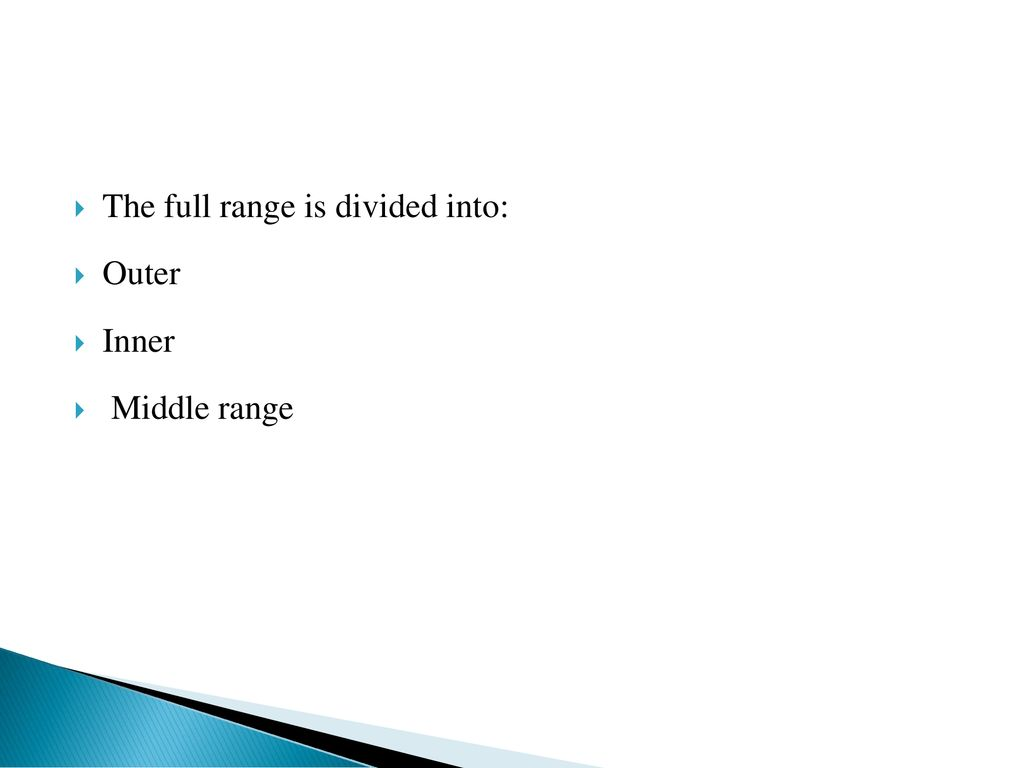 The full range is divided into:
Outer
Inner
Middle range